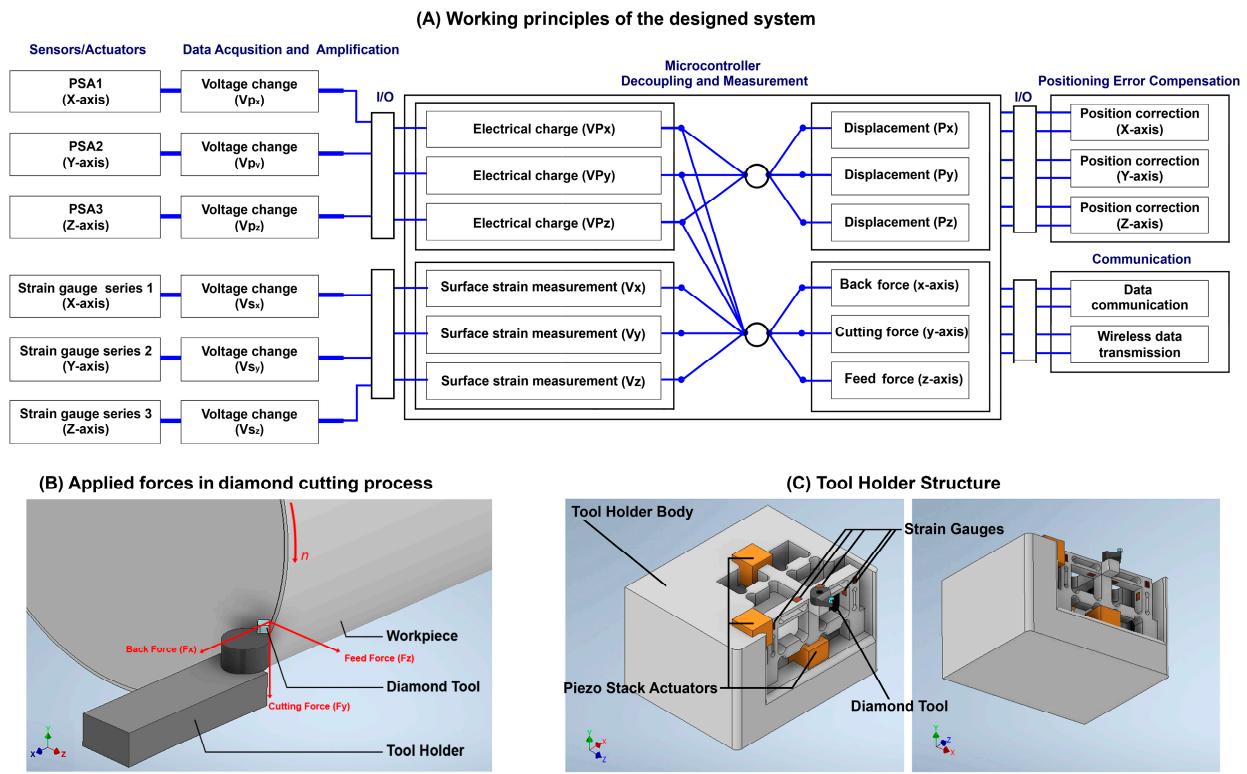 (A) Working principles of the designed system
Sensors/Actuators
Data Acqusition and Amplification
Microcontroller
Decoupling and Measurement
Positioning Error Compensation
I/O
I/O
PSA1
(X-axis)
Voltage change
(Vpx)
PSA2
(Y-axis)
Voltage change
(VpY)
PSA3
(Z-axis)
Voltage change
(Vpz)
Electrical charge (VPx)
Electrical charge (VPy)
Electrical charge (VPz)
Displacement (Px)
Displacement (Py)
Displacement (Pz)
Position correction
(X-axis)
Position correction
(Y-axis)
Position correction
(Z-axis)
Communication
Strain gauge series 1
(X-axis)
Voltage change
(Vsx)
Strain gauge series 2
(Y-axis)
Voltage change
(Vsy)
Strain gauge series 3
(Z-axis)
Voltage change
(Vsz)
Surface strain measurement (Vx)
Surface strain measurement (Vy)
Surface strain measurement (Vz)
Back force (x-axis)
Cutting force (y-axis)
Feed force (z-axis)
Data
communication
Wireless data
transmission
(B) Applied forces in diamond cutting process
n
Back Force (Fx)
Feed Force (Fz)
Cutting Force (Fy)
Workpiece
Diamond Tool
Tool Holder
Y
X
Z
(C) Tool Holder Structure
Tool Holder Body
Strain Gauges
Piezo Stack Actuators
Diamond Tool
Y
X
Z
Y
Z
X